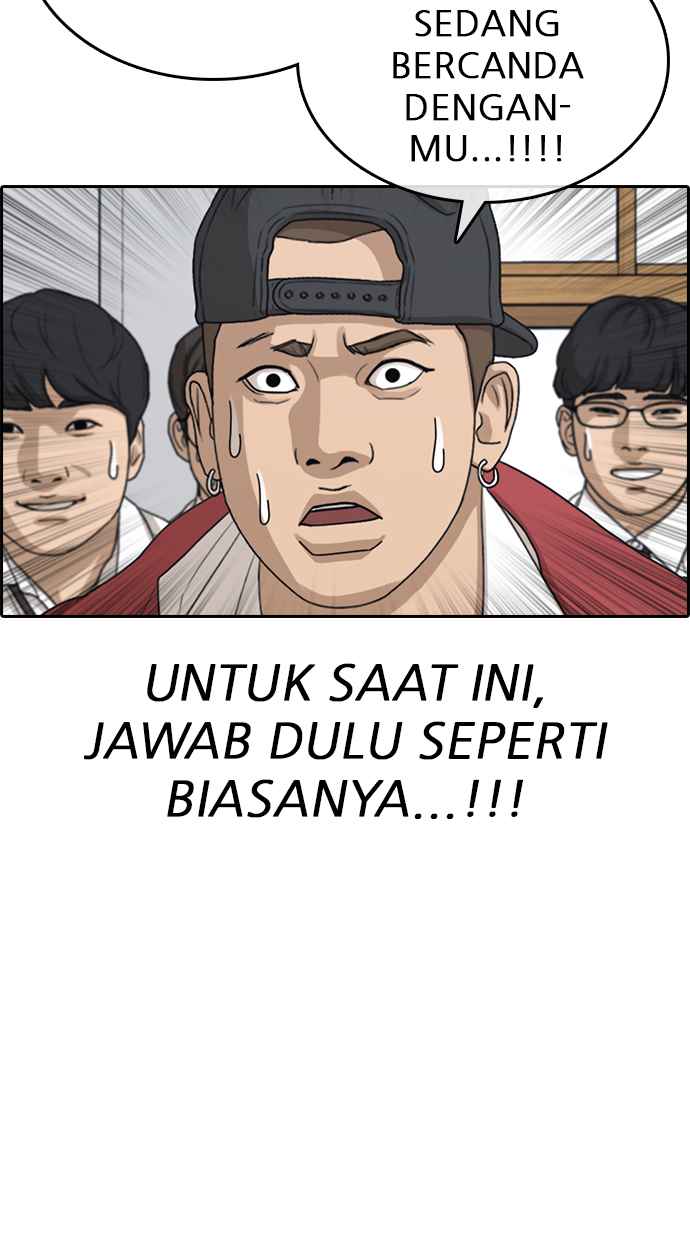 SEDANG
BERCANDA
DENGAN-
MU...!!!!
UNTUK SAAT INI,
JAWAB DULU SEPERTI
BIASANYA...!!!